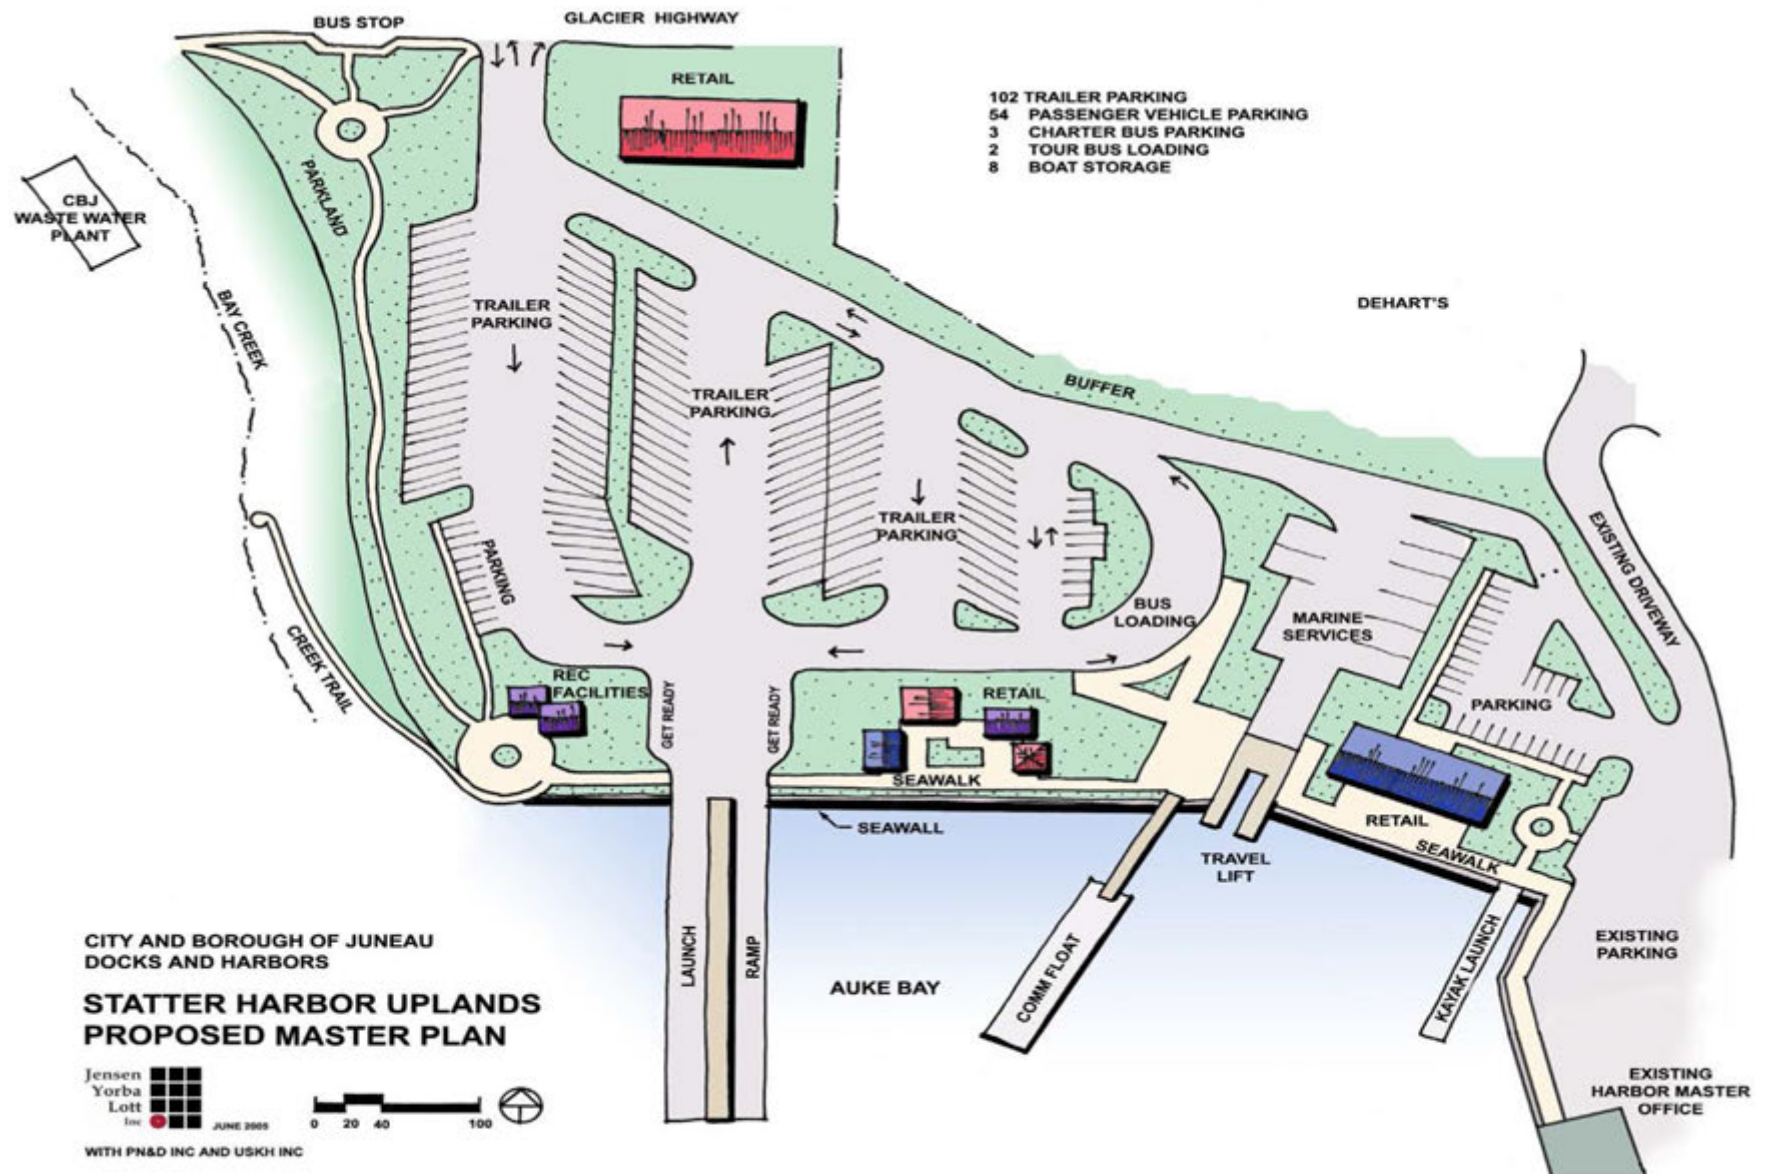 BUS STOP
GLACIER HIGHWAY
RETAIL
102 TRAILER PARKING
54 PASSENGER VEHICLE PARKING
3 CHARTER BUS PARKING
2 TOUR BUS LOADING
8 BOAT STORAGE
CBJ
WASTE WATER
PLANT
PARKLAND
BAY CREEK
TRAILER
PARKING
DEHART'S
TRAILER
PARKING
BUFFER
TRAILER
PARKING
EXISTING DRIVEWAY
PARKING
BUS
LOADING
MARINE
SERVICES
CREEK TRAIL
REC
FACILITIES
GET READY
GET READY
RETAIL
PARKING
SEAWALK
SEAWALL
RETAIL
SEAWALK
TRAVEL
LIFT
LAUNCH
RAMP
AUKE BAY
COMM FLOAT
KAYAK LAUNCH
EXISTING
PARKING
EXISTING
HARBOR MASTER
OFFICE
CITY AND BOROUGH OF JUNEAU
DOCKS AND HARBORS
STATTER HARBOR UPLANDS
PROPOSED MASTER PLAN
Jensen
Yorba
Lott
Inc
JUNE 2005
0 20 40 100
WITH PN&D INC AND USKH INC